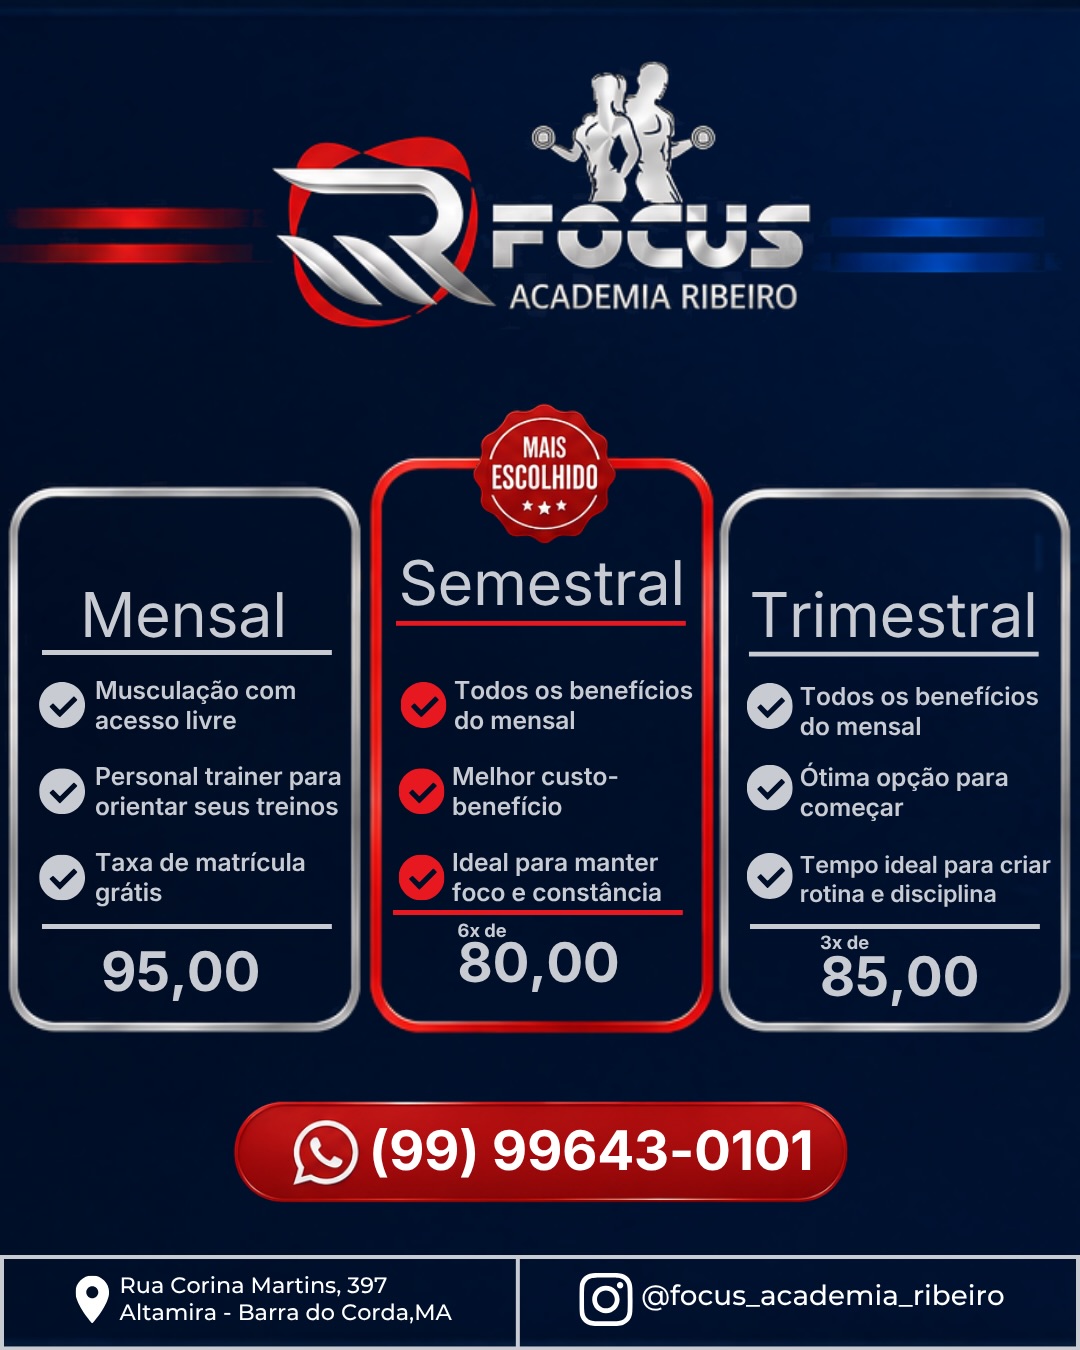 FOCUS
ACADEMIA RIBEIRO
MAIS
ESCOLHIDO
Mensal
Musculação com
acesso livre
Personal trainer para
orientar seus treinos
Taxa de matrícula
grátis
95,00
Semestral
Todos os benefícios
do mensal
Melhor custo-
benefício
Ideal para manter
foco e constância
6x de
80,00
Trimestral
Todos os benefícios
do mensal
Ótima opção para
começar
Tempo ideal para criar
rotina e disciplina
3x de
85,00
(99) 99643-0101
Rua Corina Martins, 397
Altamira - Barra do Corda,MA
@focus_academia_ribeiro